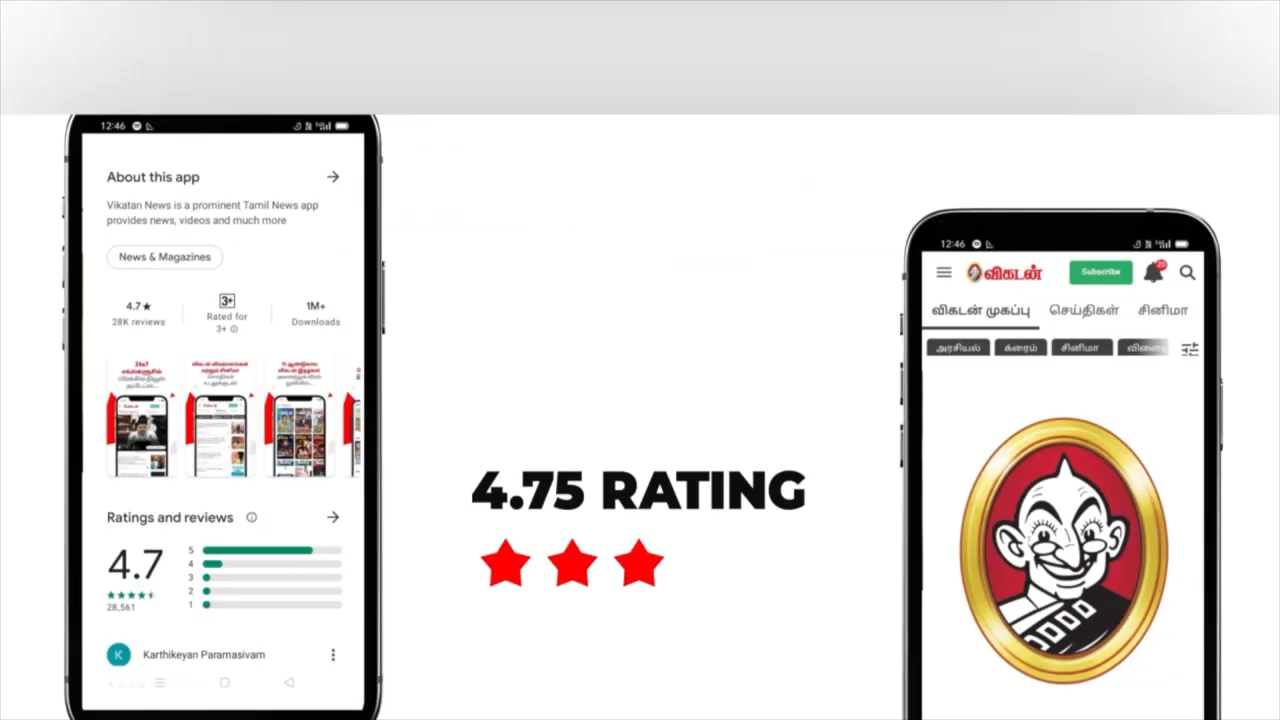 12:46
About this app
Vikatan News is a prominent Tamil News app
provides news, videos and much more
News & Magazines
4.7★
28K reviews
3+
Rated for
3+
1M+
Downloads
24x7
Ratings and reviews
4.7
5
4
3
2
1
28,561
K
Karthikeyan Paramasivam
4.75 RATING
12:46
விகடன்
Subscribe
20
விகடன் முகப்பு
செய்திகள்
சினிமா
அரசியல்
க்ரைம்
சினிமா